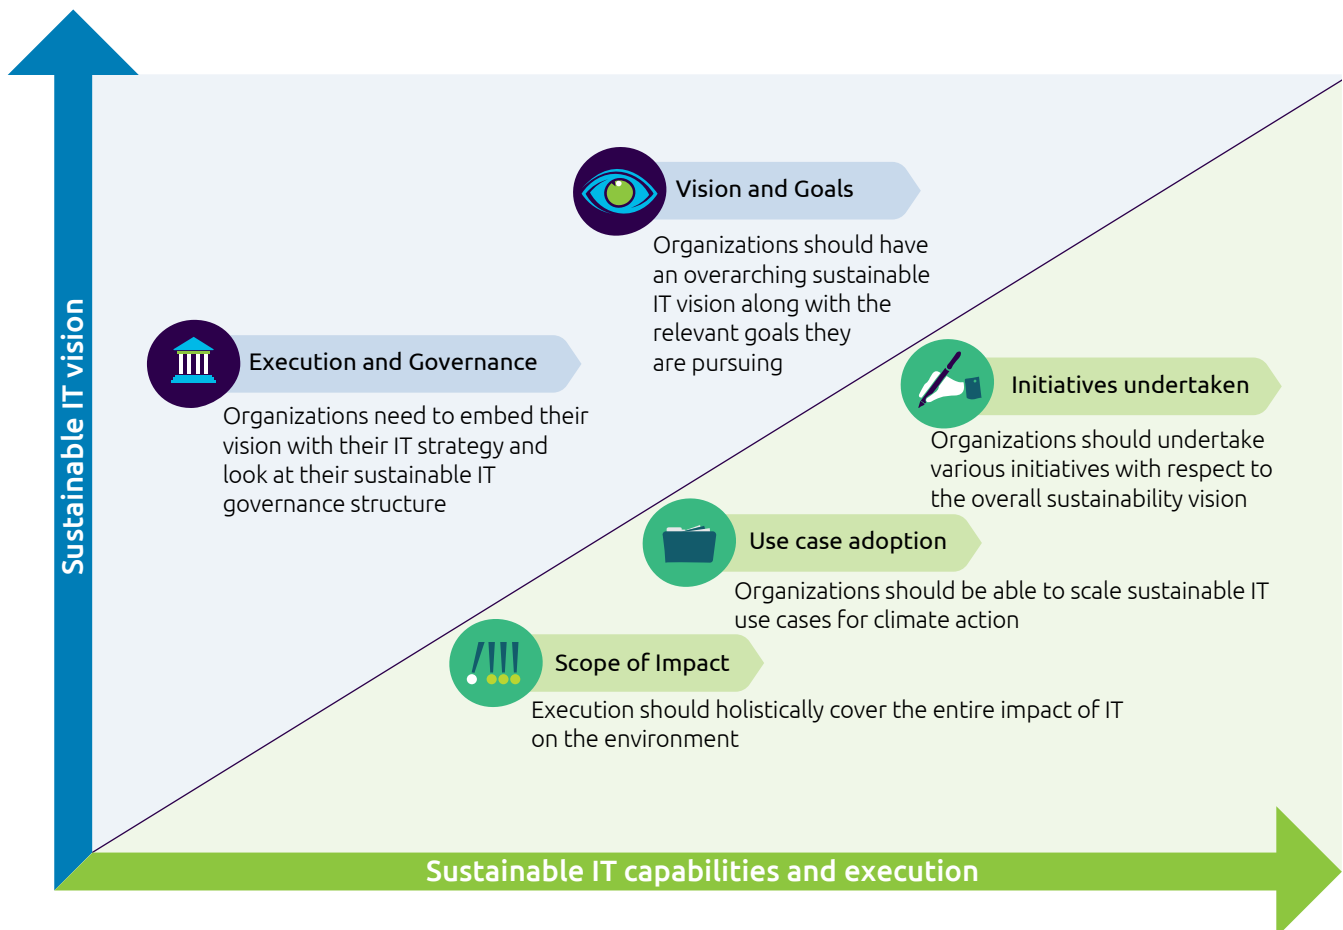 Sustainable IT vision
Vision and Goals
Organizations should have
an overarching sustainable
IT vision along with the
relevant goals they
are pursuing
Execution and Governance
Organizations need to embed their
vision with their IT strategy and
look at their sustainable IT
governance structure
Initiatives undertaken
Organizations should undertake
various initiatives with respect to
the overall sustainability vision
Use case adoption
Organizations should be able to scale sustainable IT
use cases for climate action
Scope of Impact
Execution should holistically cover the entire impact of IT
on the environment
Sustainable IT capabilities and execution